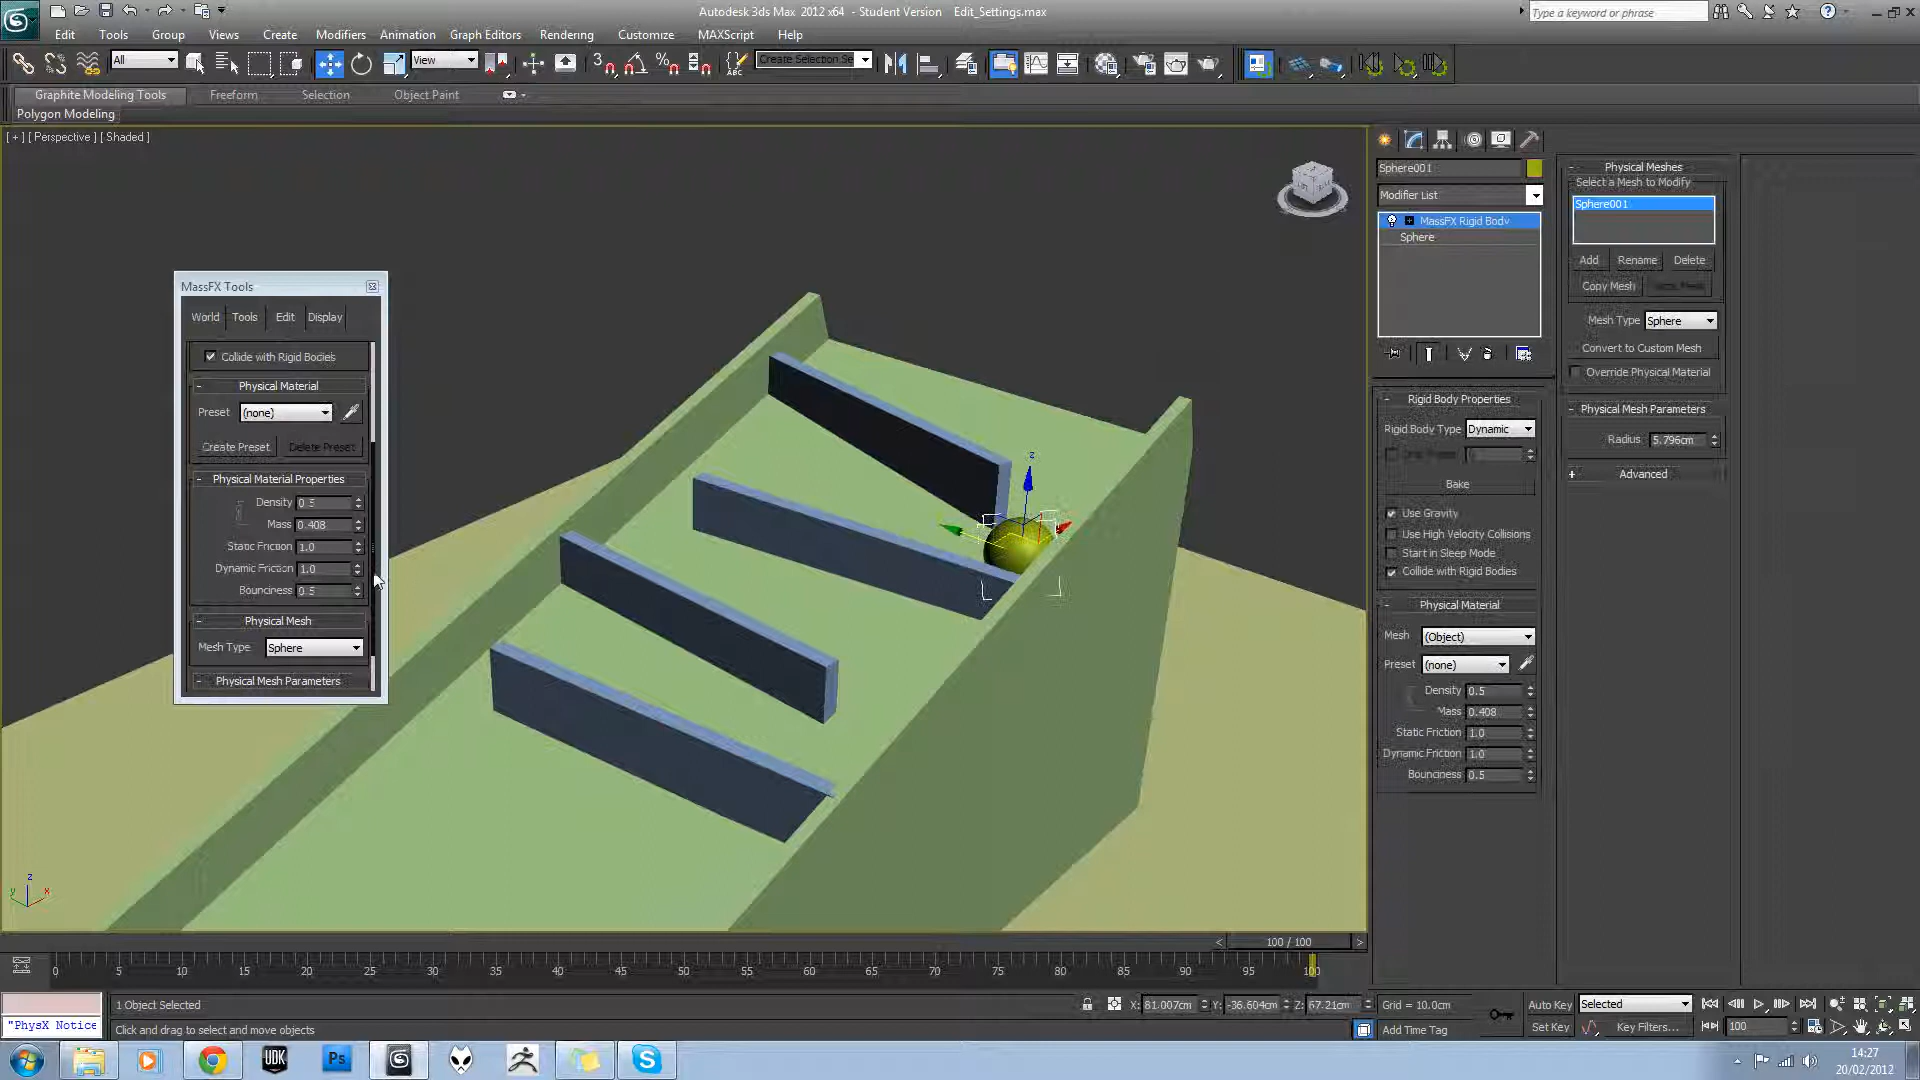 Autodesk 3ds Max 2012 x64 - Student Version Edit_Settings.max
Type a keyword or phrase
Edit Tools Group Views Create Modifiers Animation Graph Editors Rendering Customize MAXScript Help
All View Create Selection Se
Graphite Modeling Tools Freeform Selection Object Paint
Polygon Modeling
[ + ] [ Perspective ] [ Shaded ]
MassFX Tools
World Tools Edit Display
Collide with Rigid Bodies
Physical Material
Preset (none)
Create Preset Delete Preset
Physical Material Properties
Density 0.5
Mass 0.408
Static Friction 1.0
Dynamic Friction 1.0
Bounciness 0.5
Physical Mesh
Mesh Type Sphere
Physical Mesh Parameters
z
z
y
x
Sphere001
Modifier List
MassFX Rigid Body
Sphere
Rigid Body Properties
Rigid Body Type Dynamic
Bake
Use Gravity
Use High Velocity Collisions
Start in Sleep Mode
Collide with Rigid Bodies
Physical Material
Mesh (Object)
Preset (none)
Density 0.5
Mass 0.408
Static Friction 1.0
Dynamic Friction 1.0
Bounciness 0.5
Physical Meshes
Select a Mesh to Modify
Sphere001
Add Rename Delete
Copy Mesh
Mesh Type Sphere
Convert to Custom Mesh
Override Physical Material
Physical Mesh Parameters
Radius 5.796cm
Advanced
< 100 / 100 >
0 5 10 15 20 25 30 35 40 45 50 55 60 65 70 75 80 85 90 95 100
1 Object Selected X: 81.007cm Y: -36.604cm Z: 67.21cm Grid = 10.0cm Auto Key Selected
"PhysX Notice Click and drag to select and move objects Add Time Tag Set Key Key Filters... 100
UDK Ps
14:27
20/02/2012